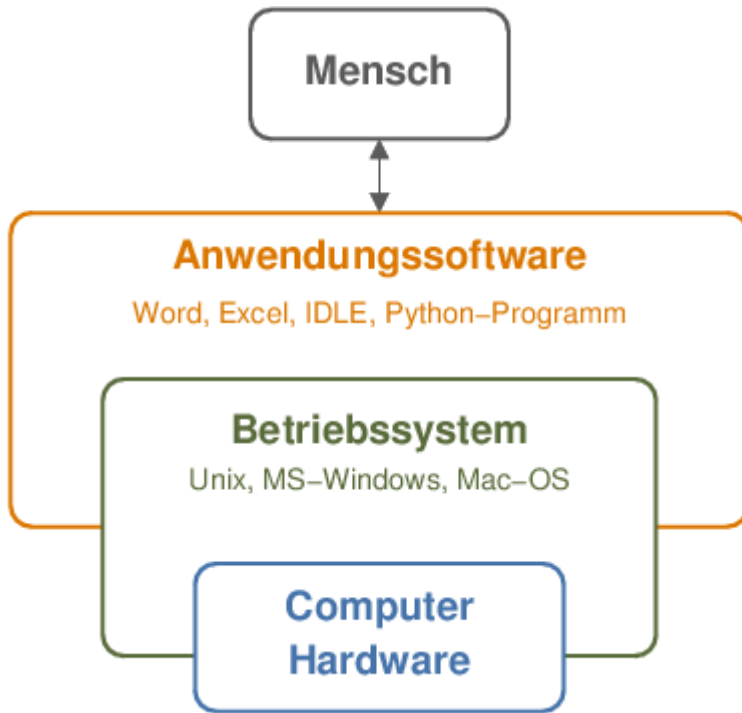 Mensch
Anwendungssoftware
Word, Excel, IDLE, Python−Programm
Betriebssystem
Unix, MS−Windows, Mac−OS
Computer
Hardware